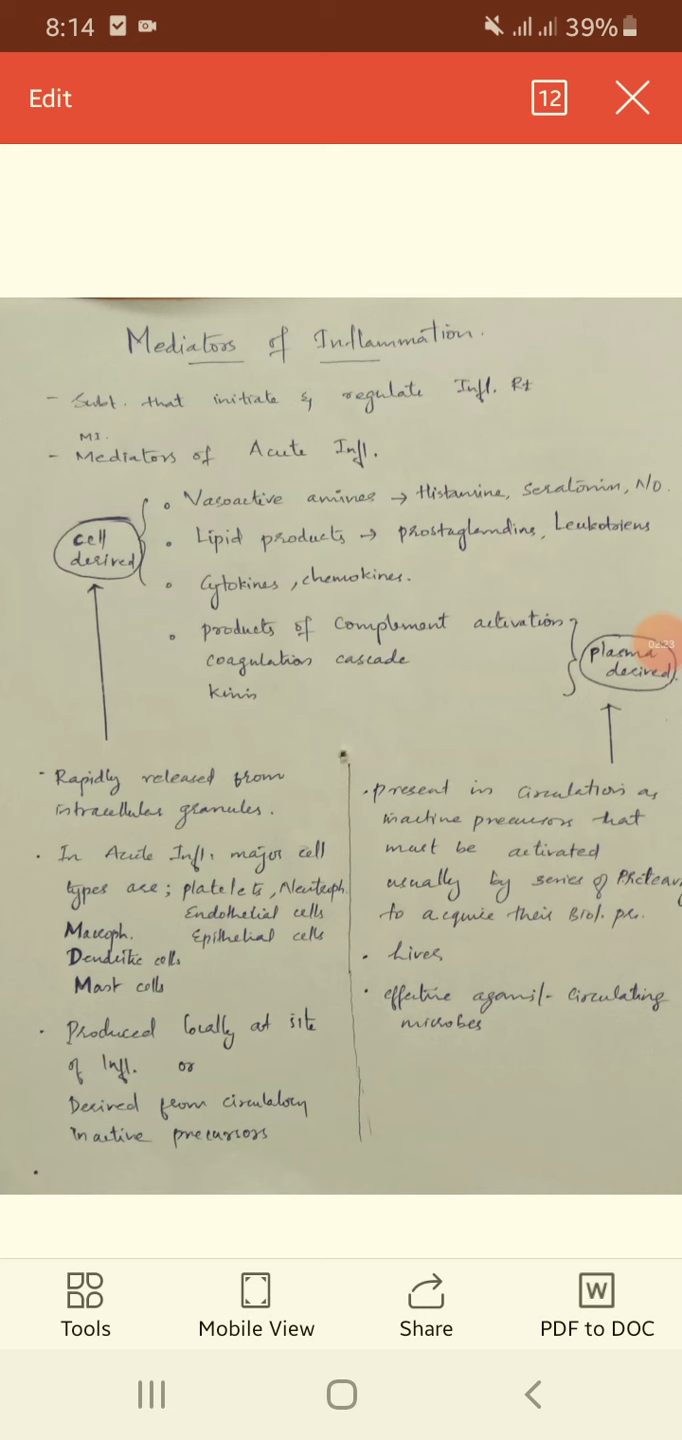 8:14
39%
Edit
12
Mediators of Inflammation.
- Subt. that initiate & regulate Infl. Rt
MI.
- Mediators of Acute Infl.
cell
derived
• Vasoactive amines → Histamine, Seratonin, NO.
• Lipid products → prostaglandins, Leukotriens
• Cytokines, chemokines.
• products of Complement activation
coagulation cascade
kinis
plasma
derived
02:23
- Rapidly released from
intracellular granules.
• In Acute Infl. major cell
types are; platelets, Neutroph.
Endothelial cells
Macroph. Epithelial cells
Dendritic cells
Mast cells
• Produced locally at site
of Infl. or
Derived from circulatory
Inactive precursors
• present in circulation as
inactine precursors that
must be activated
usually by series of
to acquire their Biol. pr.
• Liver
• effective against circulating
microbes
Tools
Mobile View
Share
W
PDF to DOC